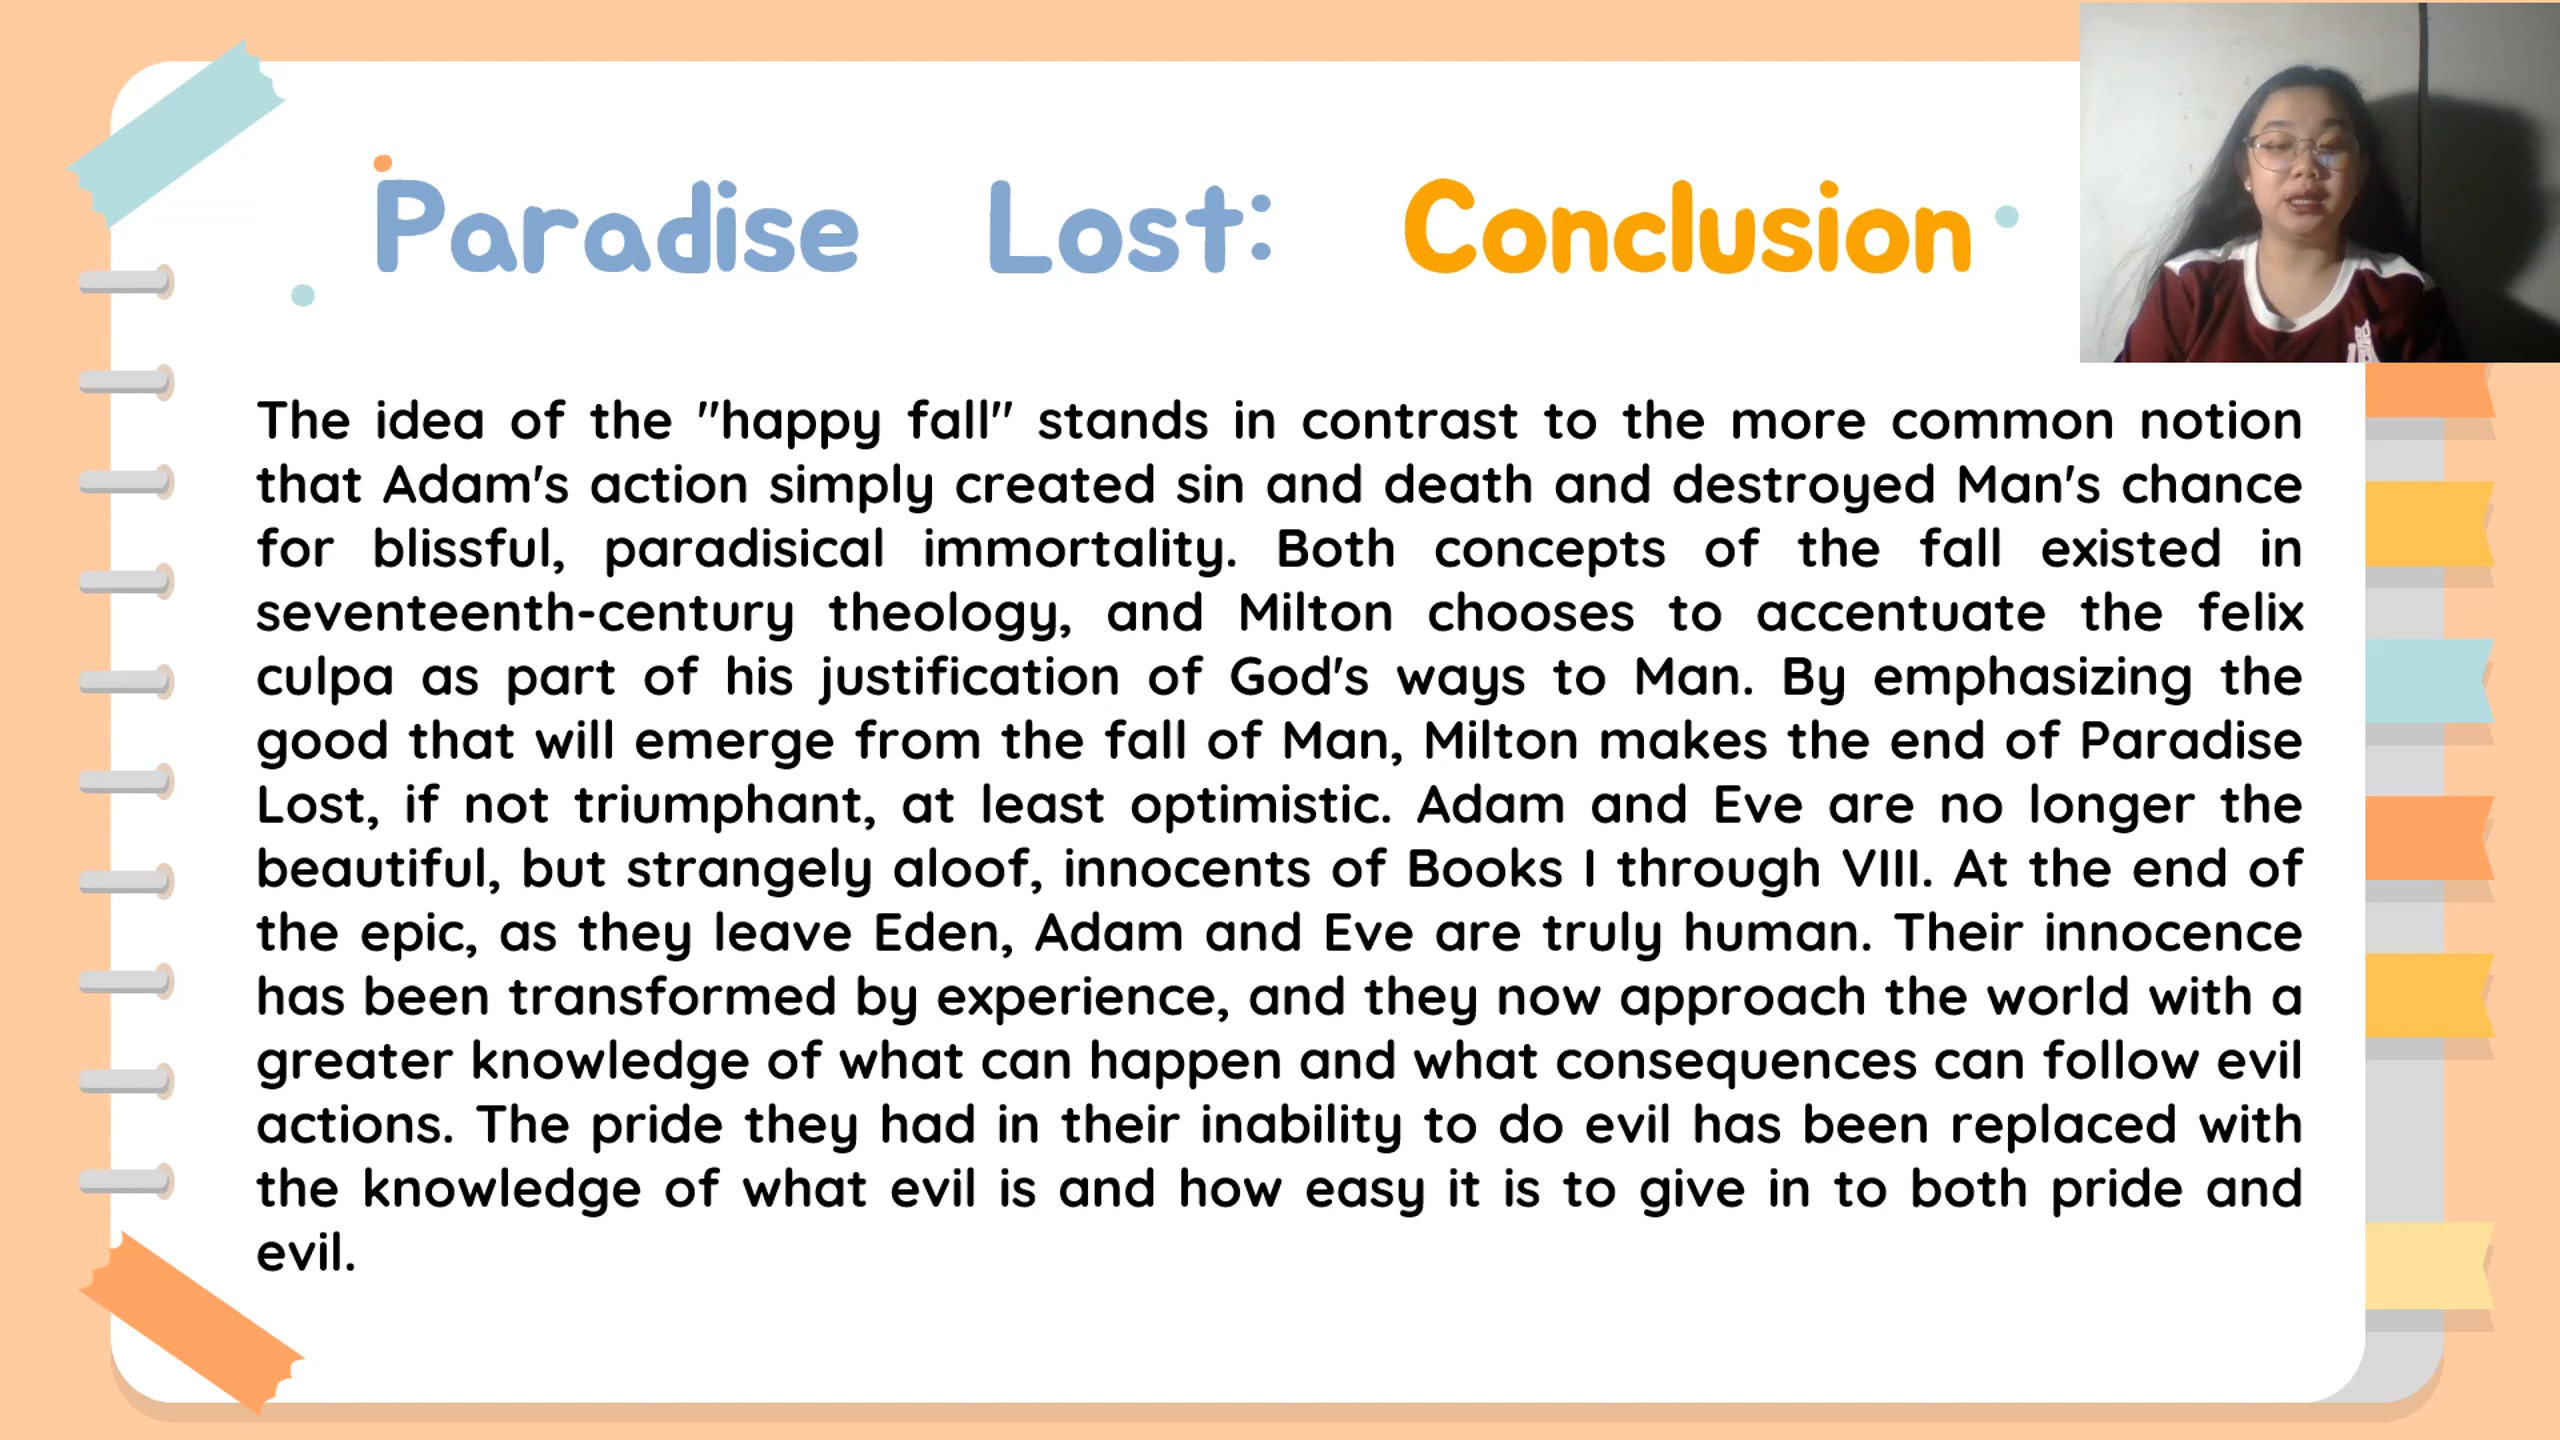 Paradise Lost: Conclusion
The idea of the "happy fall" stands in contrast to the more common notion
that Adam's action simply created sin and death and destroyed Man's chance
for blissful, paradisical immortality. Both concepts of the fall existed in
seventeenth-century theology, and Milton chooses to accentuate the felix
culpa as part of his justification of God's ways to Man. By emphasizing the
good that will emerge from the fall of Man, Milton makes the end of Paradise
Lost, if not triumphant, at least optimistic. Adam and Eve are no longer the
beautiful, but strangely aloof, innocents of Books I through VIII. At the end of
the epic, as they leave Eden, Adam and Eve are truly human. Their innocence
has been transformed by experience, and they now approach the world with a
greater knowledge of what can happen and what consequences can follow evil
actions. The pride they had in their inability to do evil has been replaced with
the knowledge of what evil is and how easy it is to give in to both pride and
evil.